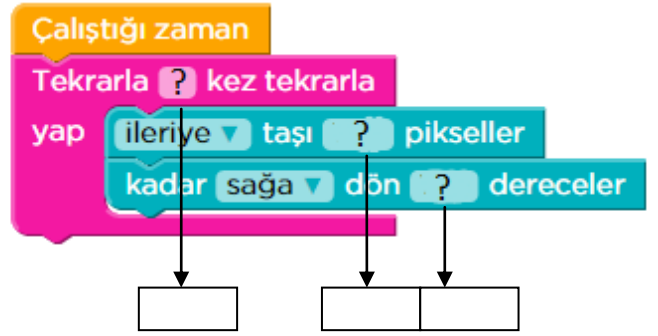 Çalıştığı zaman
Tekrarla ? kez tekrarla
yap ileriye ▼ taşı ? pikseller
kadar sağa ▼ dön ? dereceler